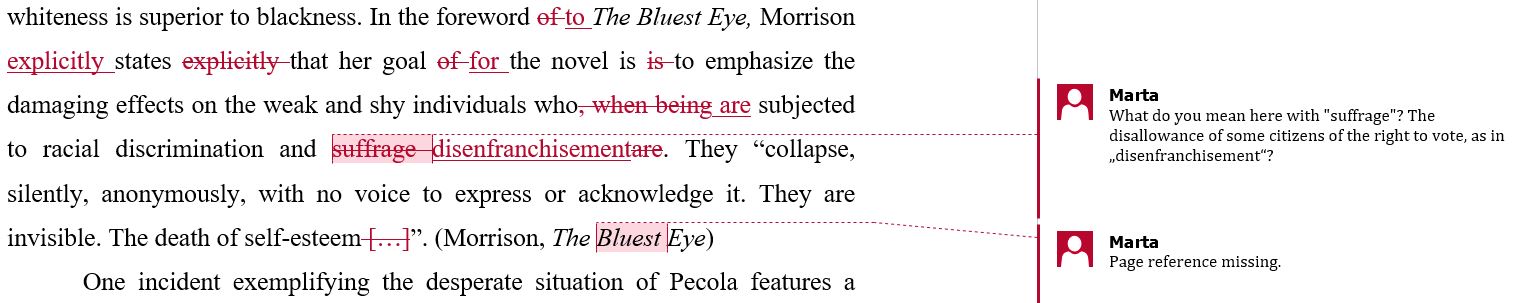 whiteness is superior to blackness. In the foreword of to The Bluest Eye, Morrison
explicitly states explicitly that her goal of for the novel is is to emphasize the
damaging effects on the weak and shy individuals who, when being are subjected
to racial discrimination and suffrage disenfranchisementare. They “collapse,
silently, anonymously, with no voice to express or acknowledge it. They are
invisible. The death of self-esteem […]”. (Morrison, The Bluest Eye)
One incident exemplifying the desperate situation of Pecola features a
Marta
What do you mean here with "suffrage"? The
disallowance of some citizens of the right to vote, as in
„disenfranchisement“?
Marta
Page reference missing.